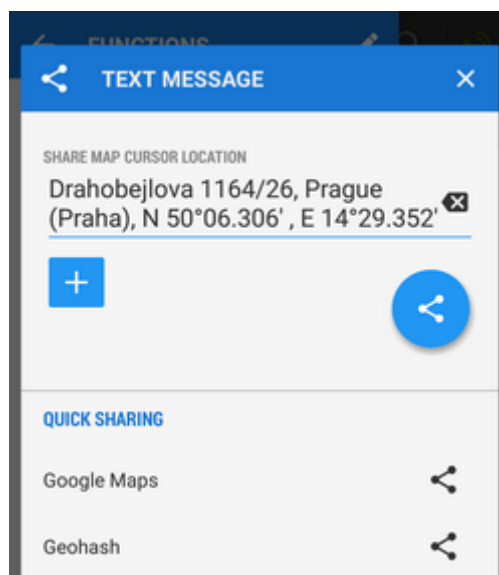 FUNCTIONS
TEXT MESSAGE
SHARE MAP CURSOR LOCATION
Drahobejlova 1164/26, Prague
(Praha), N 50°06.306' , E 14°29.352'
QUICK SHARING
Google Maps
Geohash